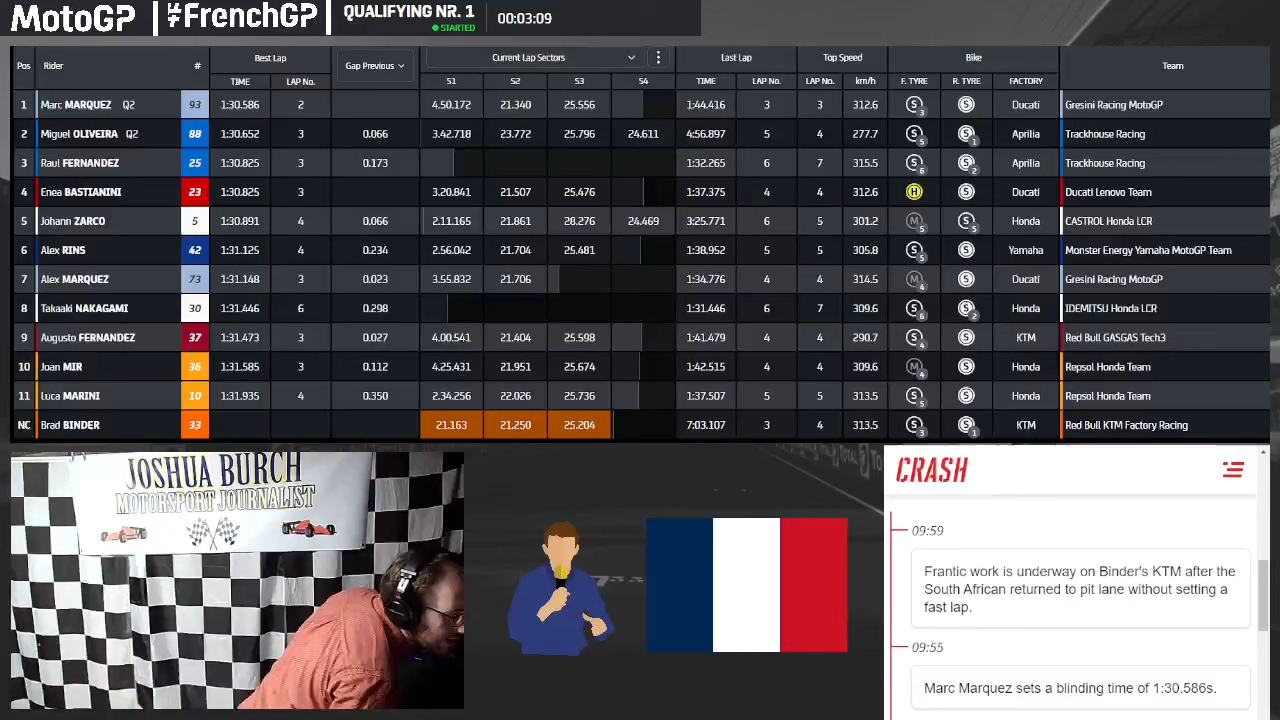 MotoGP | #FrenchGP | QUALIFYING NR. 1 STARTED 00:03:09
Pos Rider # Best Lap Gap Previous Current Lap Sectors Last Lap Top Speed Bike Team
TIME LAP No. S1 S2 S3 S4 TIME LAP No. LAP No. km/h F. TYRE R. TYRE FACTORY
1 Marc MARQUEZ Q2 93 1:30.586 2 4.50.172 21.340 25.556 1:44.416 3 3 312.6 S 3 S Ducati Gresini Racing MotoGP
2 Miguel OLIVEIRA Q2 88 1:30.652 3 0.066 3.42.718 23.772 25.796 24.611 4:56.897 5 4 277.7 S 5 S 1 Aprilia Trackhouse Racing
3 Raul FERNANDEZ 25 1:30.825 3 0.173 1:32.265 6 7 315.5 S 6 S 2 Aprilia Trackhouse Racing
4 Enea BASTIANINI 23 1:30.825 3 3.20.841 21.507 25.476 1:37.375 4 4 312.6 H S Ducati Ducati Lenovo Team
5 Johann ZARCO 5 1:30.891 4 0.066 2.11.165 21.861 28.276 24.469 3:25.771 6 5 301.2 M 5 S 5 Honda CASTROL Honda LCR
6 Alex RINS 42 1:31.125 4 0.234 2.56.042 21.704 25.481 1:38.952 5 5 305.8 S 5 S Yamaha Monster Energy Yamaha MotoGP Team
7 Alex MARQUEZ 73 1:31.148 3 0.023 3.55.832 21.706 1:34.776 4 4 314.5 M 4 S Ducati Gresini Racing MotoGP
8 Takaaki NAKAGAMI 30 1:31.446 6 0.298 1:31.446 6 7 309.6 S 6 S 2 Honda IDEMITSU Honda LCR
9 Augusto FERNANDEZ 37 1:31.473 3 0.027 4.00.541 21.404 25.598 1:41.479 4 4 290.7 S 4 S KTM Red Bull GASGAS Tech3
10 Joan MIR 36 1:31.585 3 0.112 4.25.431 21.951 25.674 1:42.515 4 4 309.6 M 4 S Honda Repsol Honda Team
11 Luca MARINI 10 1:31.935 4 0.350 2.34.256 22.026 25.736 1:37.507 5 5 313.5 S 5 S Honda Repsol Honda Team
NC Brad BINDER 33 21.163 21.250 25.204 7:03.107 3 4 313.5 S 3 S 1 KTM Red Bull KTM Factory Racing
JOSHUA BURCH
MOTORSPORT JOURNALIST
CRASH
09:59
Frantic work is underway on Binder's KTM after the
South African returned to pit lane without setting a
fast lap.
09:55
Marc Marquez sets a blinding time of 1:30.586s.